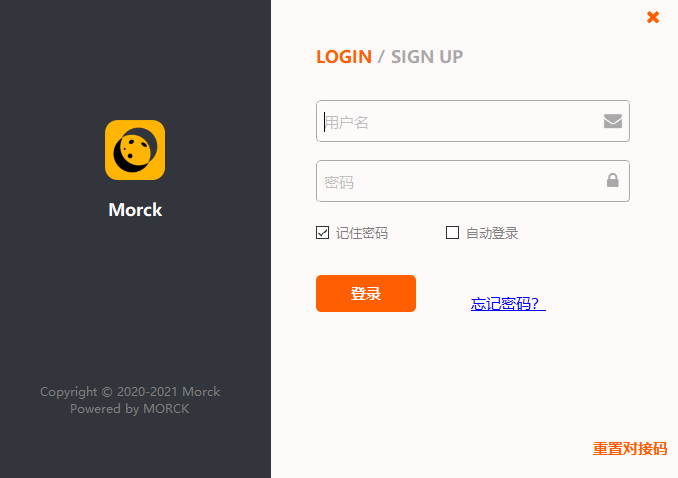 Morck
Copyright © 2020-2021 Morck
Powered by MORCK
LOGIN / SIGN UP
用户名
密码
记住密码
自动登录
登录
忘记密码？
重置对接码